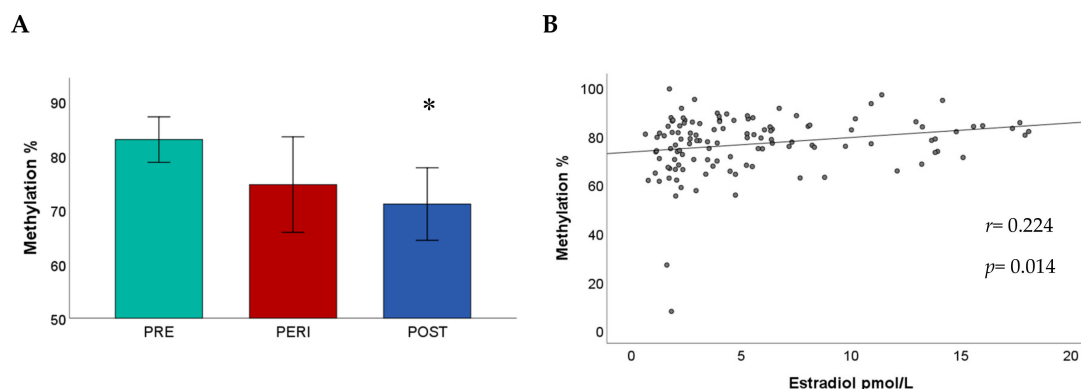 A
B
Methylation %
90
80
70
60
50
*
PRE
PERI
POST
Methylation %
100
80
60
40
20
0
r= 0.224
p= 0.014
0
5
10
15
20
Estradiol pmol/L